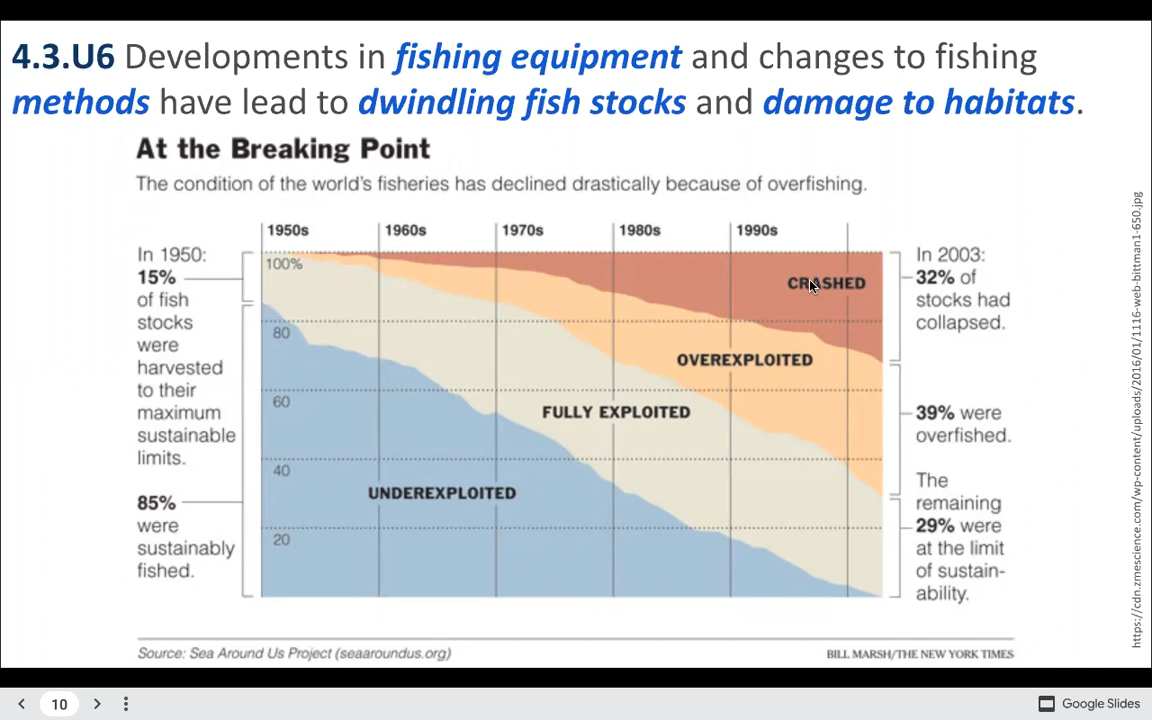 4.3.U6 Developments in fishing equipment and changes to fishing
methods have lead to dwindling fish stocks and damage to habitats.
At the Breaking Point
The condition of the world's fisheries has declined drastically because of overfishing.
1950s
1960s
1970s
1980s
1990s
In 1950:
15%
of fish
stocks
were
harvested
to their
maximum
sustainable
limits.
85%
were
sustainably
fished.
100%
80
60
40
20
CRASHED
OVEREXPLOITED
FULLY EXPLOITED
UNDEREXPLOITED
In 2003:
32% of
stocks had
collapsed.
39% were
overfished.
The
remaining
29% were
at the limit
of sustain-
ability.
Source: Sea Around Us Project (seaaroundus.org)
BILL MARSH/THE NEW YORK TIMES
https://cdn.zmescience.com/wp-content/uploads/2016/01/1116-web-bittman1-650.jpg
10
Google Slides